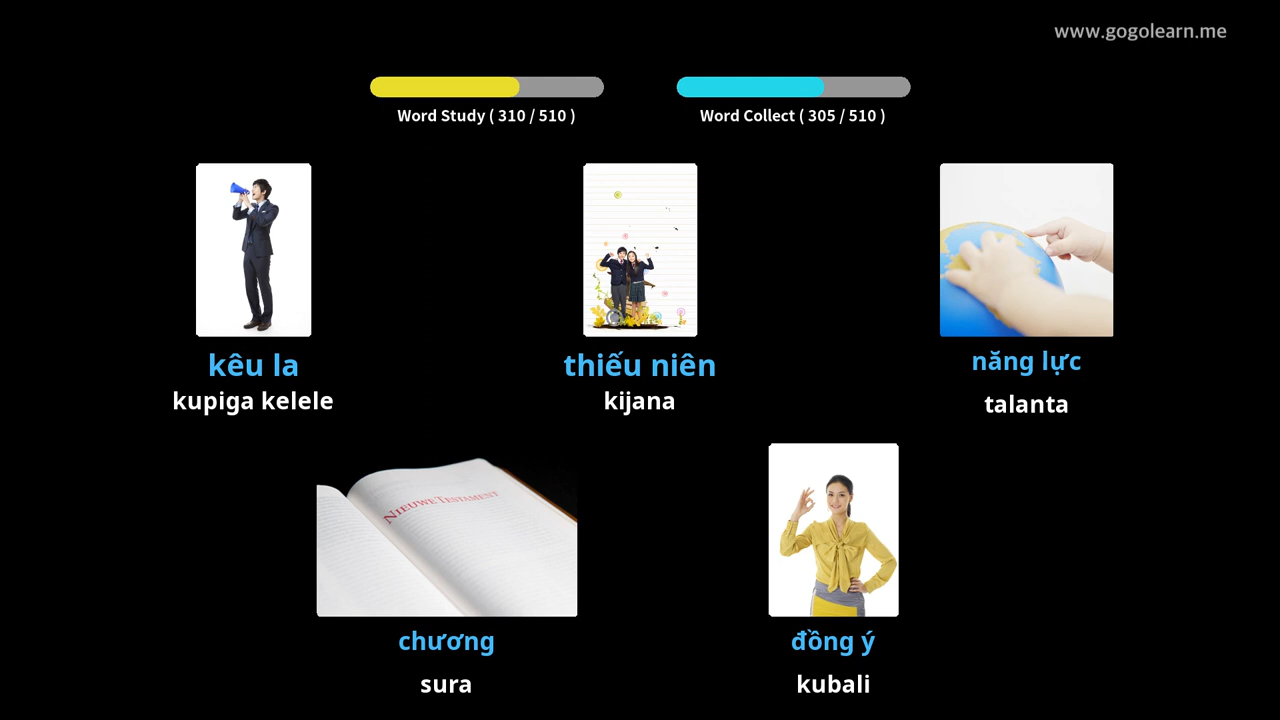 www.gogolearn.me
Word Study ( 310 / 510 )
Word Collect ( 305 / 510 )
kêu la
kupiga kelele
thiếu niên
kijana
năng lực
talanta
NIEUWE TESTAMENT
chương
sura
đồng ý
kubali